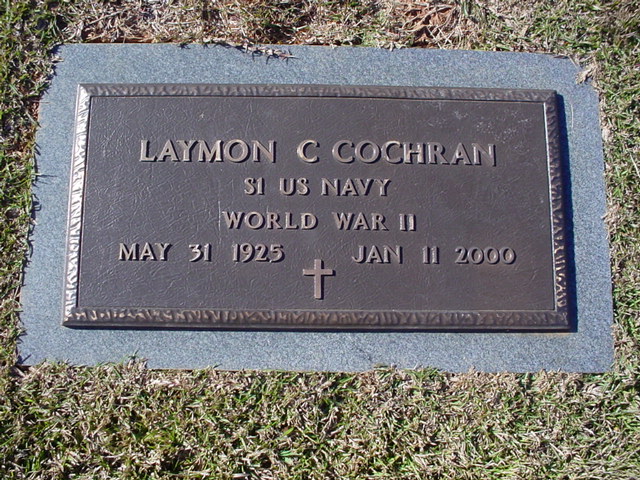 LAYMON C COCHRAN
S1 US NAVY
WORLD WAR II
MAY 31 1925 JAN 11 2000